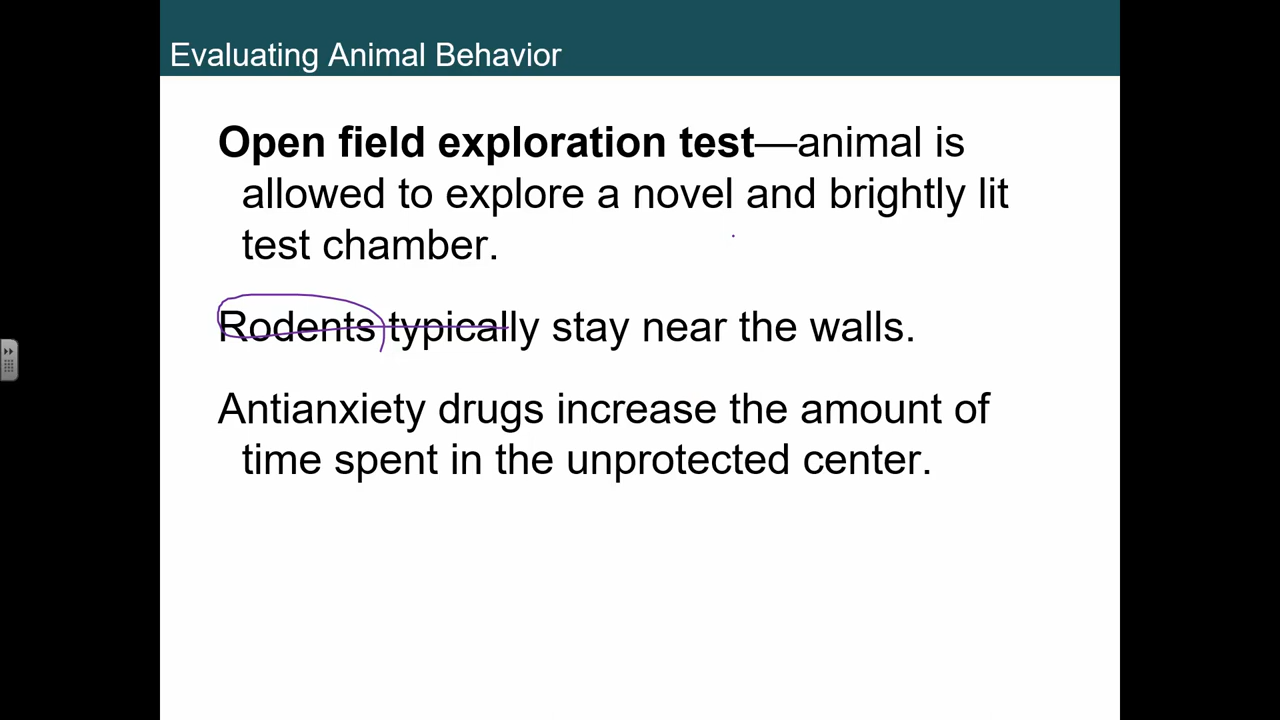 Evaluating Animal Behavior
Open field exploration test—animal is
allowed to explore a novel and brightly lit
test chamber.
Rodents typically stay near the walls.
Antianxiety drugs increase the amount of
time spent in the unprotected center.